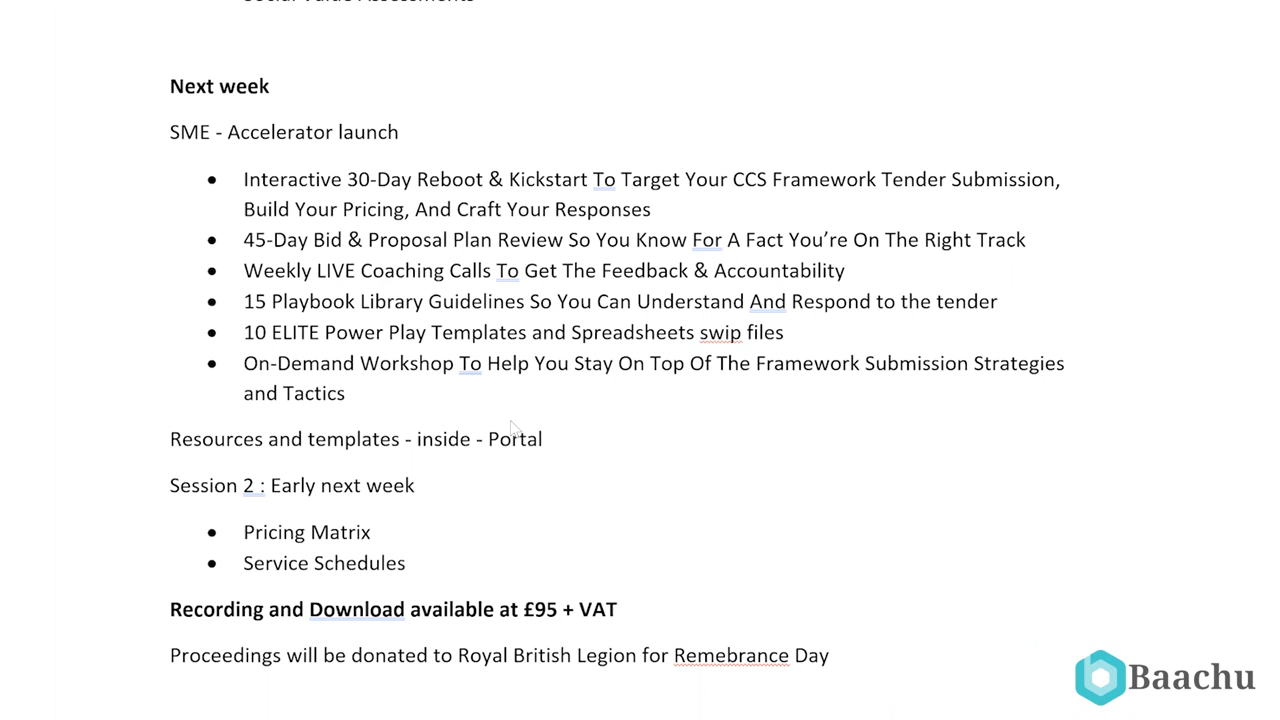 Social Value Assessments
Next week
SME - Accelerator launch
• Interactive 30-Day Reboot & Kickstart To Target Your CCS Framework Tender Submission,
Build Your Pricing, And Craft Your Responses
• 45-Day Bid & Proposal Plan Review So You Know For A Fact You’re On The Right Track
• Weekly LIVE Coaching Calls To Get The Feedback & Accountability
• 15 Playbook Library Guidelines So You Can Understand And Respond to the tender
• 10 ELITE Power Play Templates and Spreadsheets swip files
• On-Demand Workshop To Help You Stay On Top Of The Framework Submission Strategies
and Tactics
Resources and templates - inside - Portal
Session 2 : Early next week
• Pricing Matrix
• Service Schedules
Recording and Download available at £95 + VAT
Proceedings will be donated to Royal British Legion for Remebrance Day
Baachu